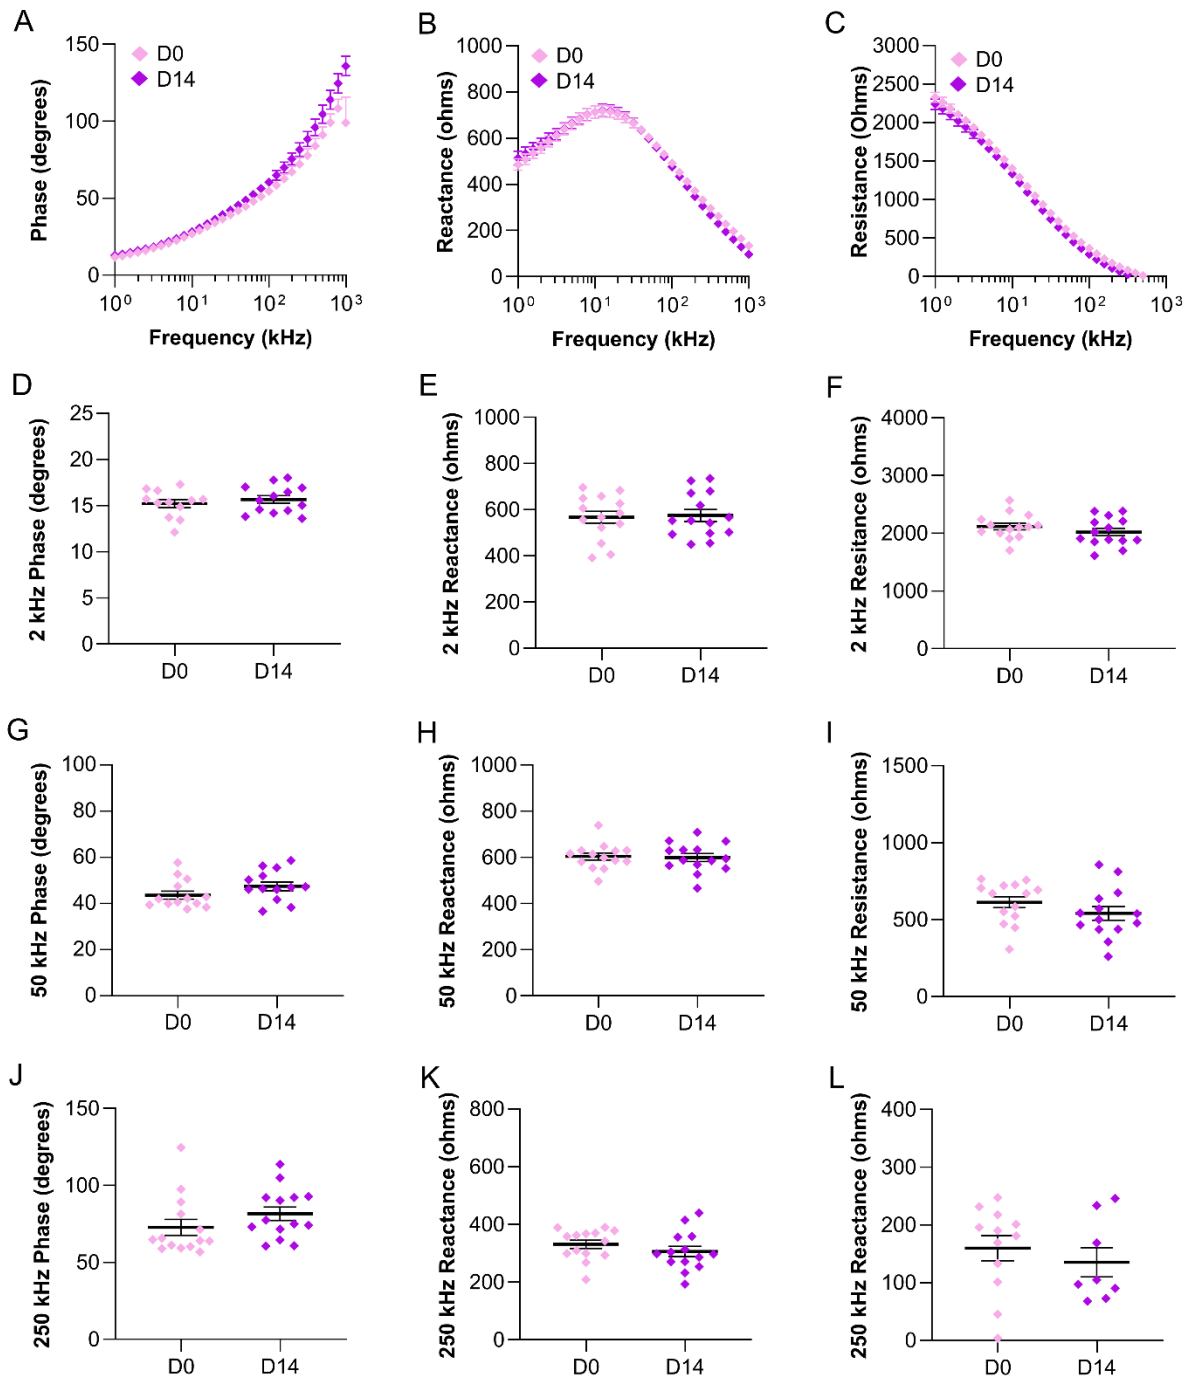 A
Phase (degrees)
150
100
50
0
D0
D14
10⁰
10¹
10²
10³
Frequency (kHz)
B
Reactance (ohms)
1000
800
600
400
200
0
D0
D14
10⁰
10¹
10²
10³
Frequency (kHz)
C
Resistance (Ohms)
3000
2500
2000
1500
1000
500
0
D0
D14
10⁰
10¹
10²
10³
Frequency (kHz)
D
2 kHz Phase (degrees)
25
20
15
10
5
0
D0
D14
E
2 kHz Reactance (ohms)
1000
800
600
400
200
0
D0
D14
F
2 kHz Resitance (ohms)
4000
3000
2000
1000
0
D0
D14
G
50 kHz Phase (degrees)
100
80
60
40
20
0
D0
D14
H
50 kHz Reactance (ohms)
1000
800
600
400
200
0
D0
D14
I
50 kHz Resistance (ohms)
1500
1000
500
0
D0
D14
J
250 kHz Phase (degrees)
150
100
50
0
D0
D14
K
250 kHz Reactance (ohms)
800
600
400
200
0
D0
D14
L
250 kHz Reactance (ohms)
400
300
200
100
0
D0
D14